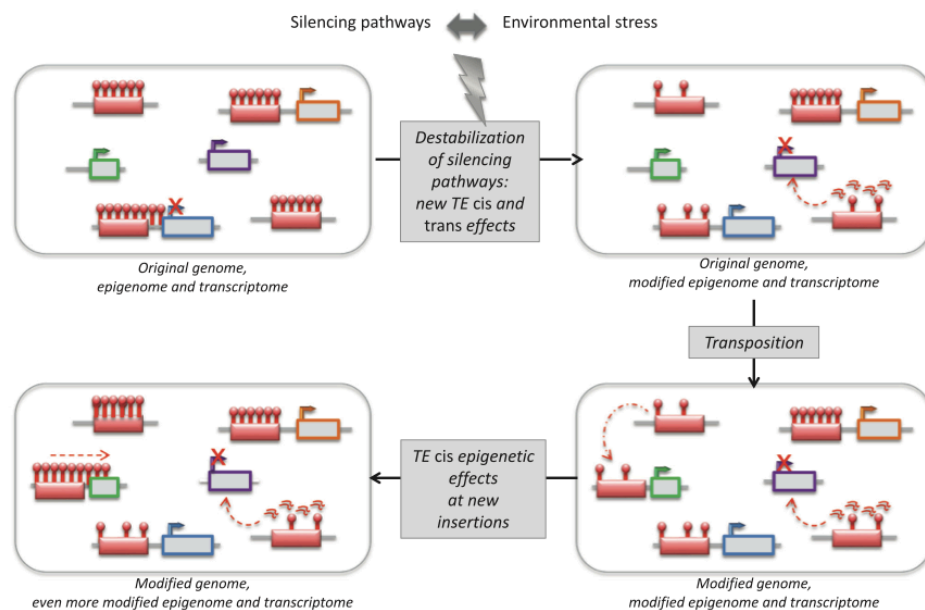 Silencing pathways
Environmental stress
Destabilization
of silencing
pathways:
new TE cis and
trans effects
Original genome,
epigenome and transcriptome
Original genome,
modified epigenome and transcriptome
Transposition
TE cis epigenetic
effects
at new
insertions
Modified genome,
even more modified epigenome and transcriptome
Modified genome,
modified epigenome and transcriptome